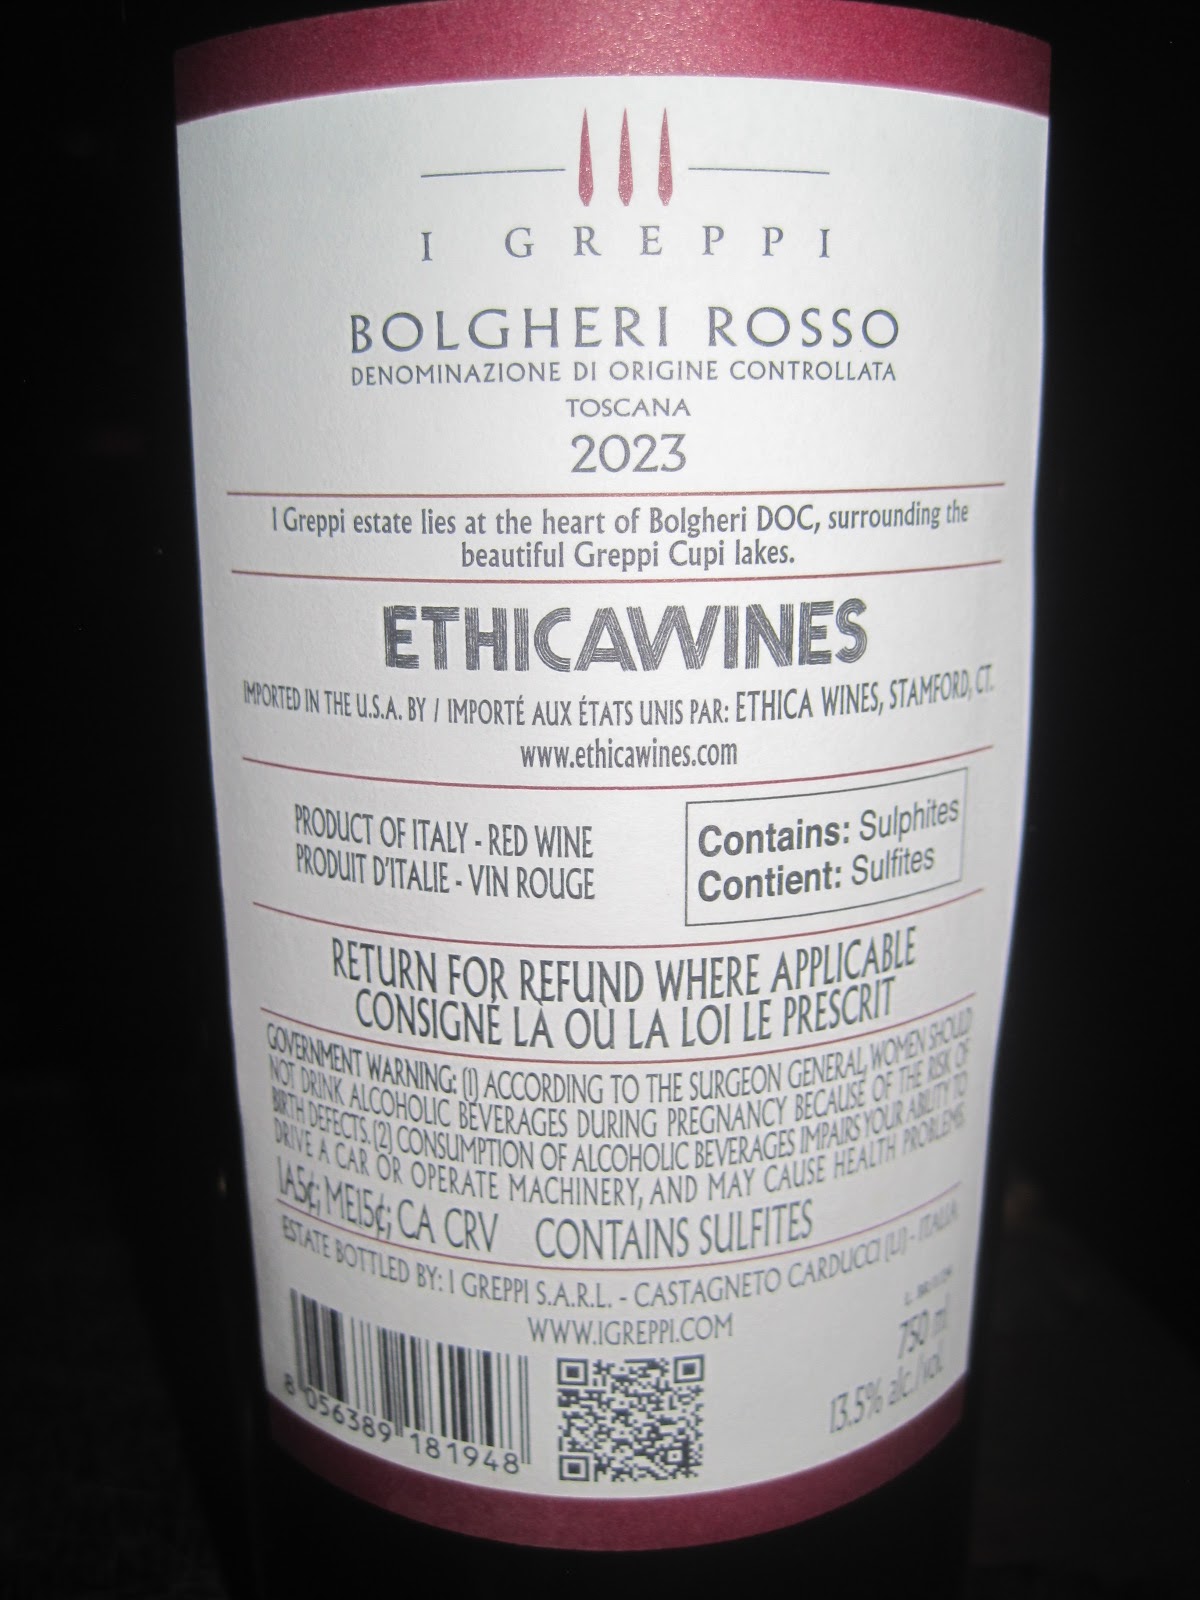 I GREPPI
BOLGHERI ROSSO
DENOMINAZIONE DI ORIGINE CONTROLLATA
TOSCANA
2023
I Greppi estate lies at the heart of Bolgheri DOC, surrounding the
beautiful Greppi Cupi lakes.
ETHICAWINES
IMPORTED IN THE U.S.A. BY / IMPORTÉ AUX ÉTATS UNIS PAR: ETHICA WINES, STAMFORD, CT.
www.ethicawines.com
PRODUCT OF ITALY - RED WINE
PRODUIT D'ITALIE - VIN ROUGE
Contains: Sulphites
Contient: Sulfites
RETURN FOR REFUND WHERE APPLICABLE
CONSIGNÉ LÀ OÙ LA LOI LE PRESCRIT
GOVERNMENT WARNING: (1) ACCORDING TO THE SURGEON GENERAL, WOMEN SHOULD
NOT DRINK ALCOHOLIC BEVERAGES DURING PREGNANCY BECAUSE OF THE RISK OF
BIRTH DEFECTS. (2) CONSUMPTION OF ALCOHOLIC BEVERAGES IMPAIRS YOUR ABILITY TO
DRIVE A CAR OR OPERATE MACHINERY, AND MAY CAUSE HEALTH PROBLEMS.
IA5¢; ME15¢; CA CRV CONTAINS SULFITES
ESTATE BOTTLED BY: I GREPPI S.A.R.L. - CASTAGNETO CARDUCCI (LI) - ITALIA
WWW.IGREPPI.COM
750 ml
13.5% alc./vol.
8 056389 181948